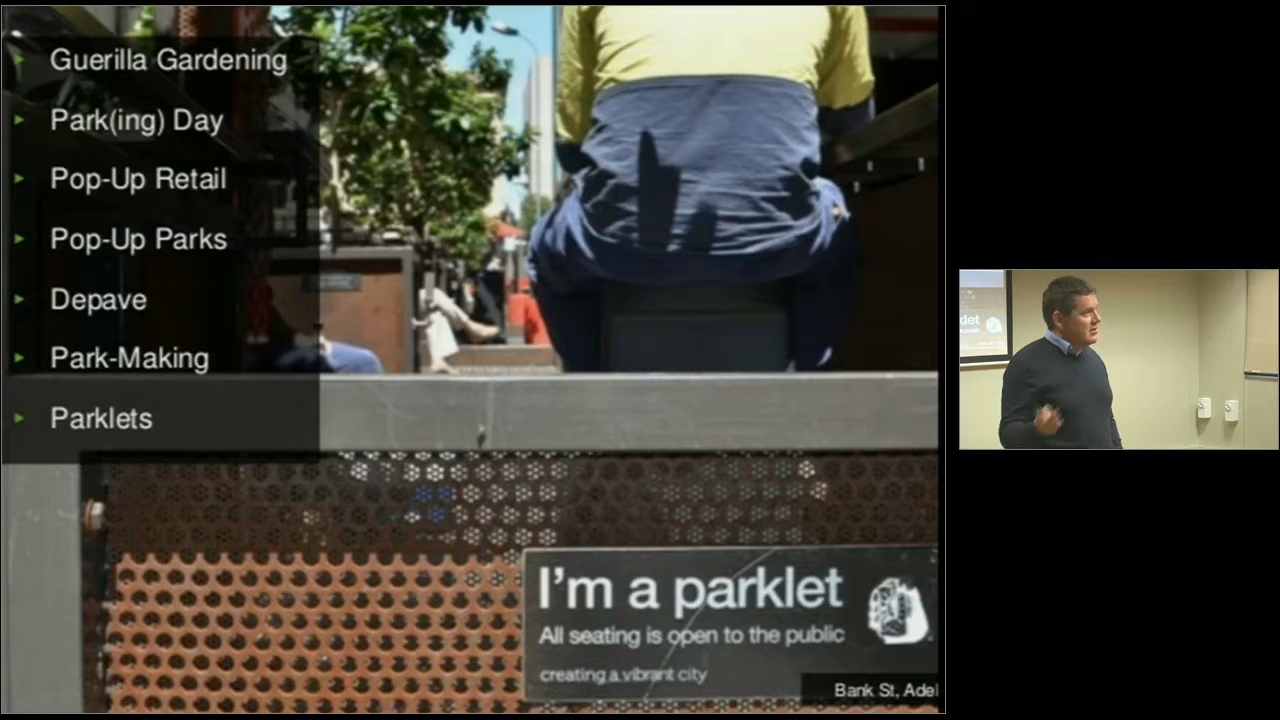 Guerilla Gardening
Park(ing) Day
Pop-Up Retail
Pop-Up Parks
Depave
Park-Making
Parklets
I'm a parklet
All seating is open to the public
creating a vibrant city
Bank St, Adel